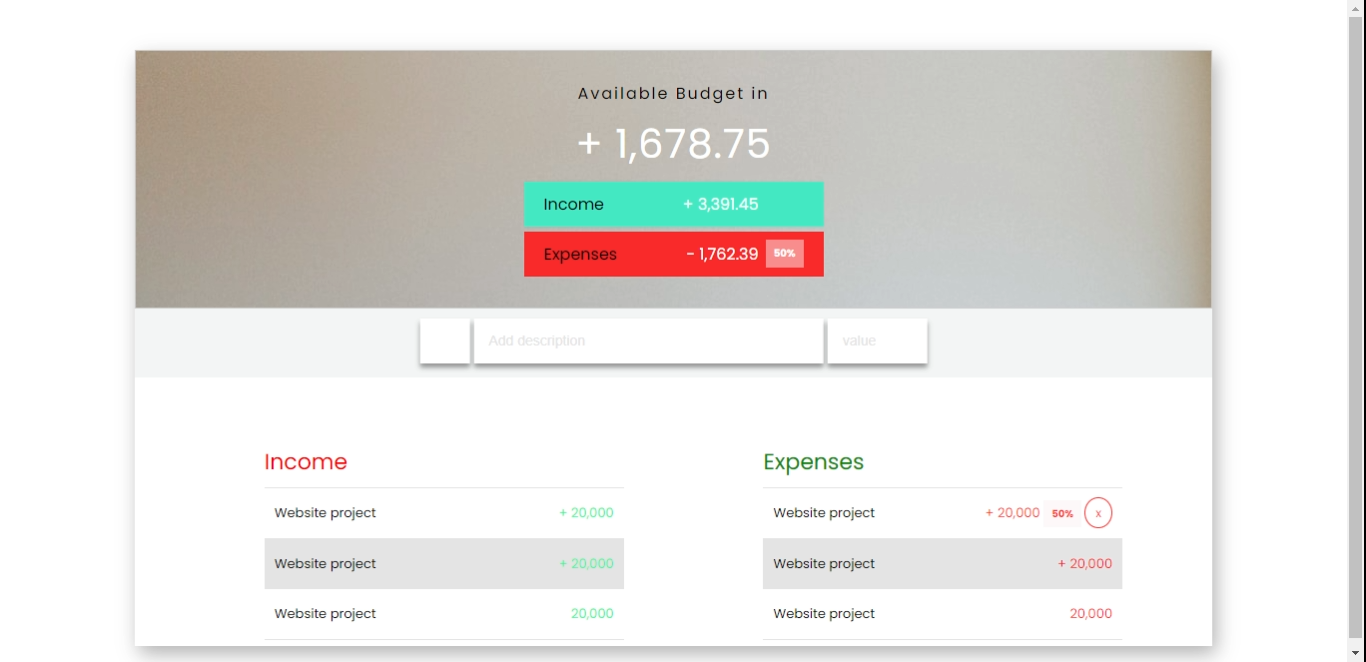 Available Budget in
+ 1,678.75
Income + 3,391.45
Expenses - 1,762.39 50%
Add description value
Income
Website project + 20,000
Website project + 20,000
Website project 20,000
Expenses
Website project + 20,000 50% x
Website project + 20,000
Website project 20,000